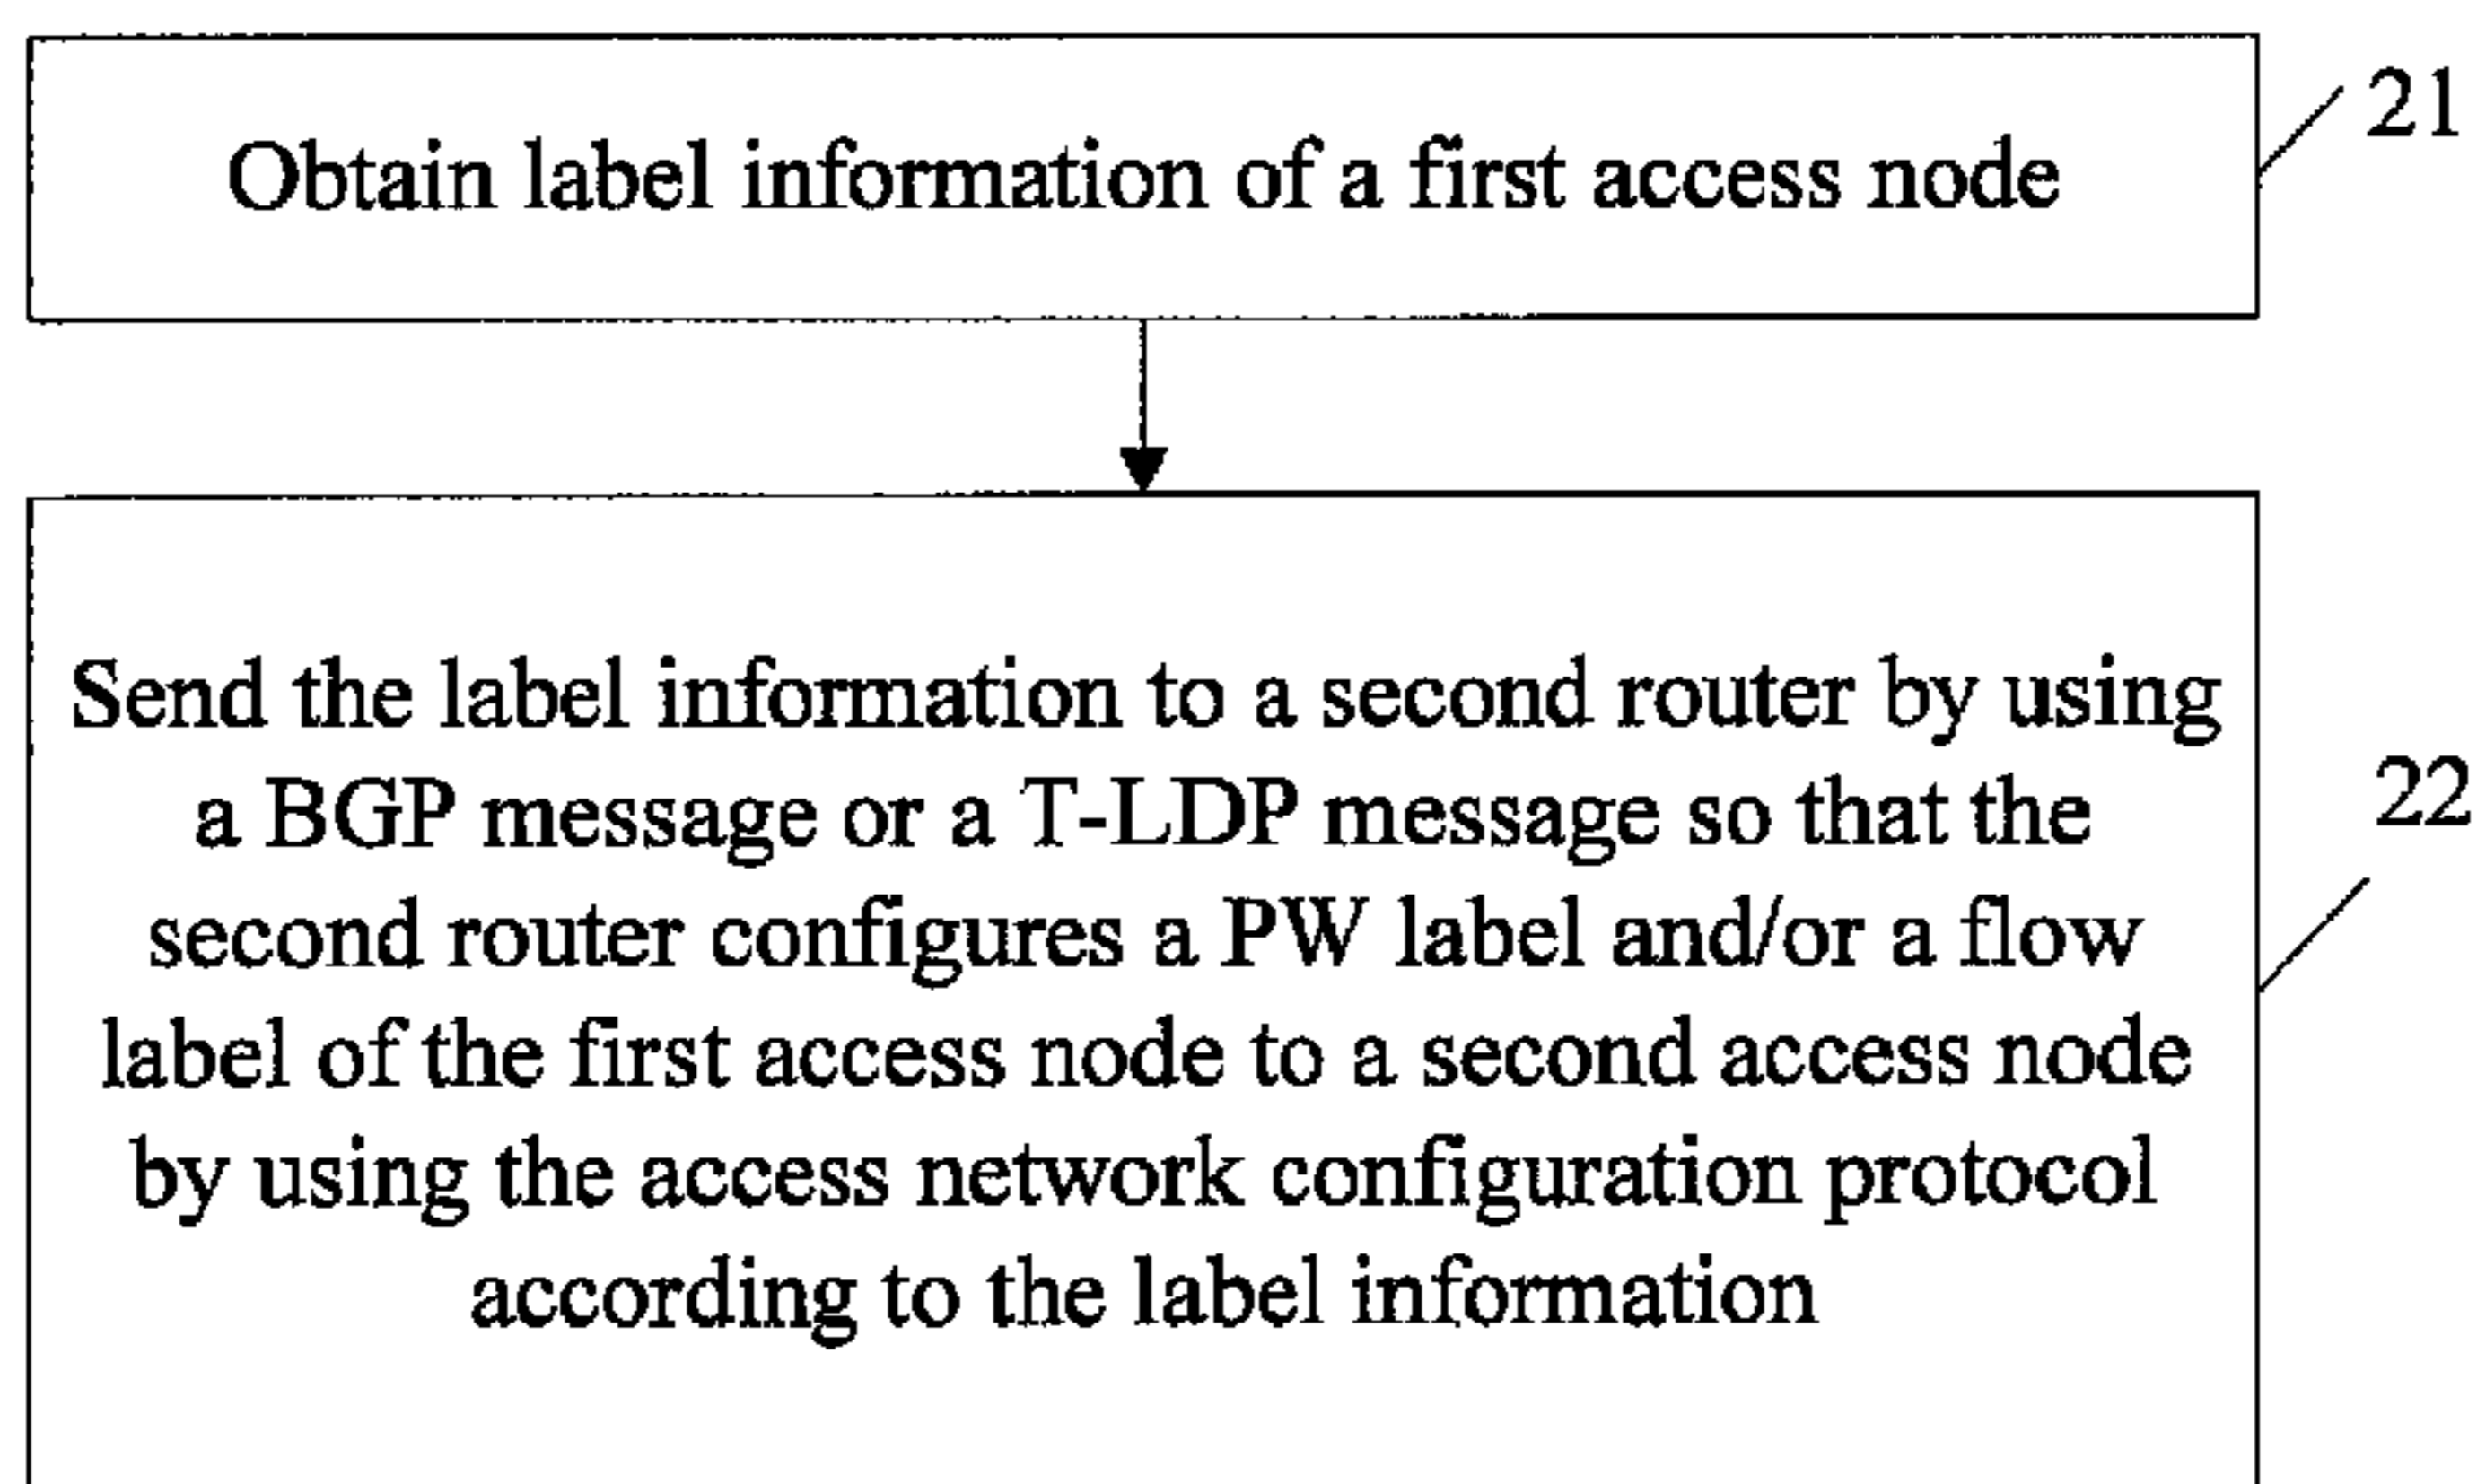 Obtain label information of a first access node
21
Send the label information to a second router by using
a BGP message or a T-LDP message so that the
second router configures a PW label and/or a flow
label of the first access node to a second access node
by using the access network configuration protocol
according to the label information
22